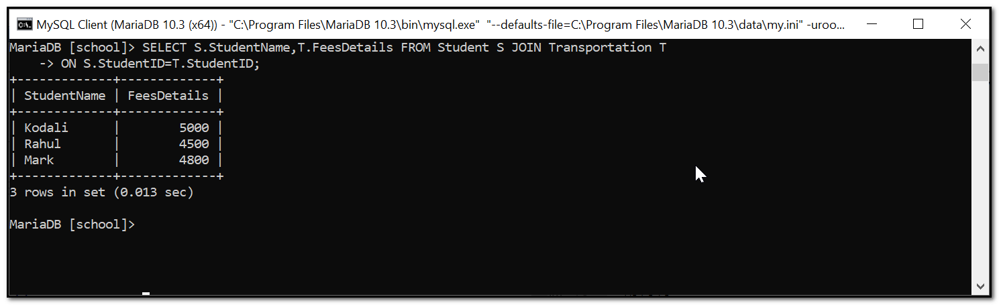 MySQL Client (MariaDB 10.3 (x64)) - "C:\Program Files\MariaDB 10.3\bin\mysql.exe"  "--defaults-file=C:\Program Files\MariaDB 10.3\data\my.ini" -uroo...
MariaDB [school]> SELECT S.StudentName,T.FeesDetails FROM Student S JOIN Transportation T
    -> ON S.StudentID=T.StudentID;
+-------------+-------------+
| StudentName | FeesDetails |
+-------------+-------------+
| Kodali      |        5000 |
| Rahul       |        4500 |
| Mark        |        4800 |
+-------------+-------------+
3 rows in set (0.013 sec)
MariaDB [school]>